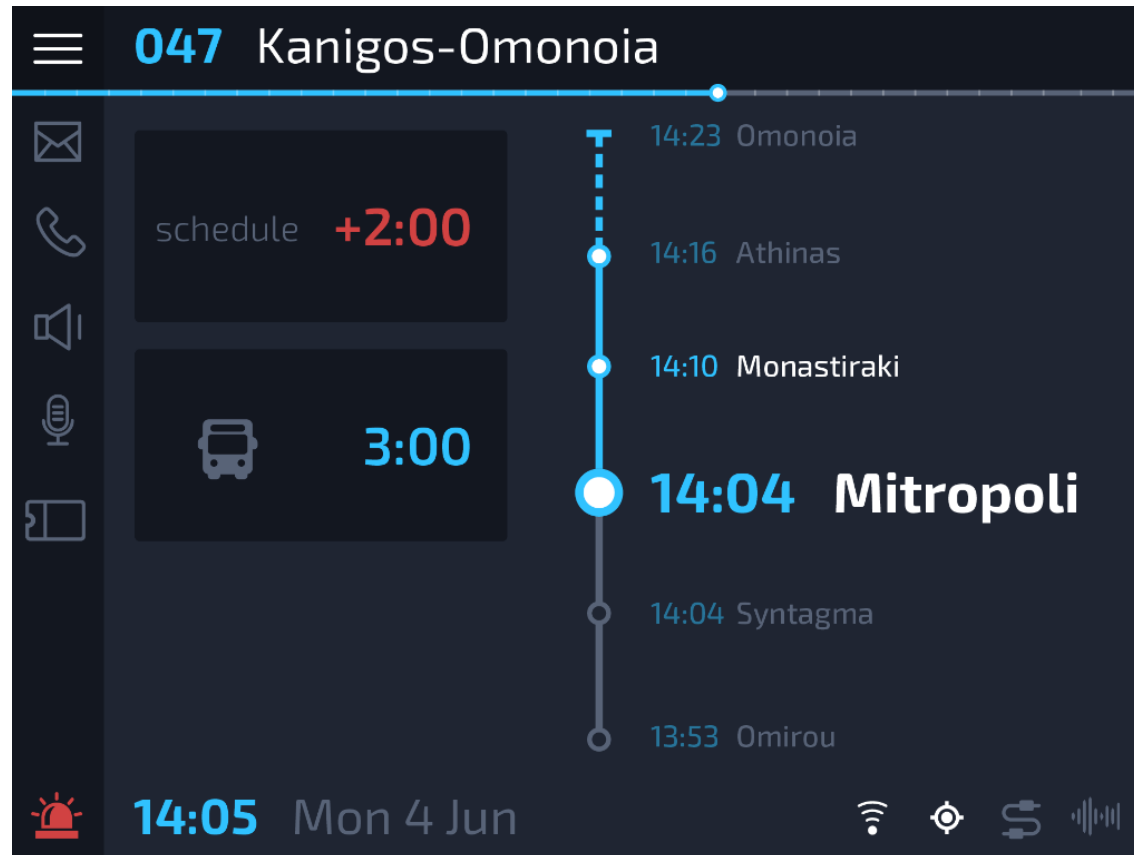 047 Kanigos-Omonoia
schedule +2:00
3:00
14:23 Omonoia
14:16 Athinas
14:10 Monastiraki
14:04 Mitropoli
14:04 Syntagma
13:53 Omirou
14:05 Mon 4 Jun